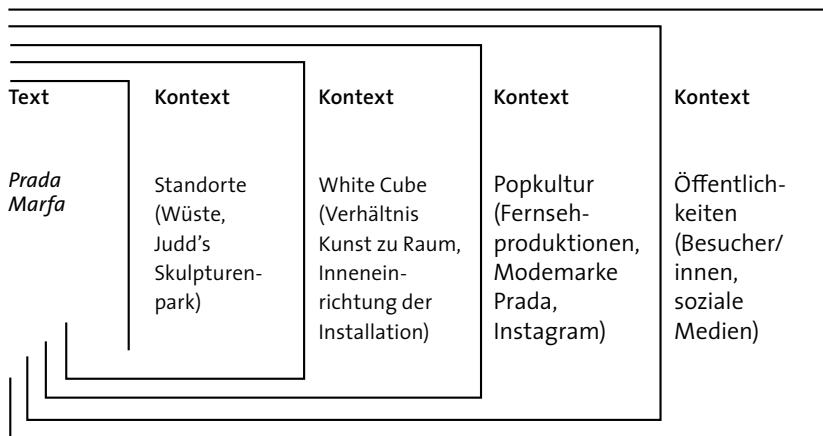 Text
Prada
Marfa
Kontext
Standorte
(Wüste,
Judd’s
Skulpturen-
park)
Kontext
White Cube
(Verhältnis
Kunst zu Raum,
Innenein-
richtung der
Installation)
Kontext
Popkultur
(Fernseh-
produktionen,
Modemarke
Prada,
Instagram)
Kontext
Öffentlich-
keiten
(Besucher/
innen,
soziale
Medien)